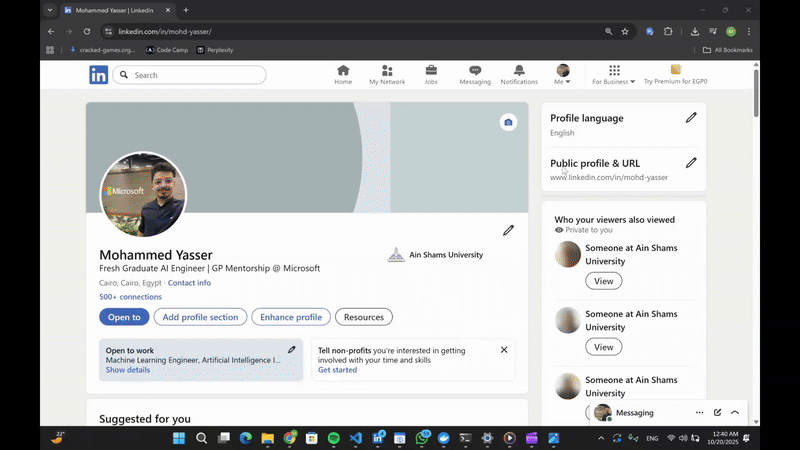 Mohammed Yasser | LinkedIn
linkedin.com/in/mohd-yasser/
M
cracked-games.org...
Code Camp
Perplexity
All Bookmarks
in
Search
Home
My Network
Jobs
Messaging
Notifications
Me
For Business
Try Premium for EGP0
Microsoft
Mohammed Yasser
Fresh Graduate AI Engineer | GP Mentorship @ Microsoft
Cairo, Cairo, Egypt · Contact info
500+ connections
Ain Shams University
Open to
Add profile section
Enhance profile
Resources
Open to work
Machine Learning Engineer, Artificial Intelligence I...
Show details
Tell non-profits you're interested in getting
involved with your time and skills
Get started
Suggested for you
Profile language
English
Public profile & URL
www.linkedin.com/in/mohd-yasser
Who your viewers also viewed
Private to you
Someone at Ain Shams
University
View
Someone at Ain Shams
University
View
Someone at Ain Shams
University
Messaging
22°
ENG
12:40 AM
10/20/2025